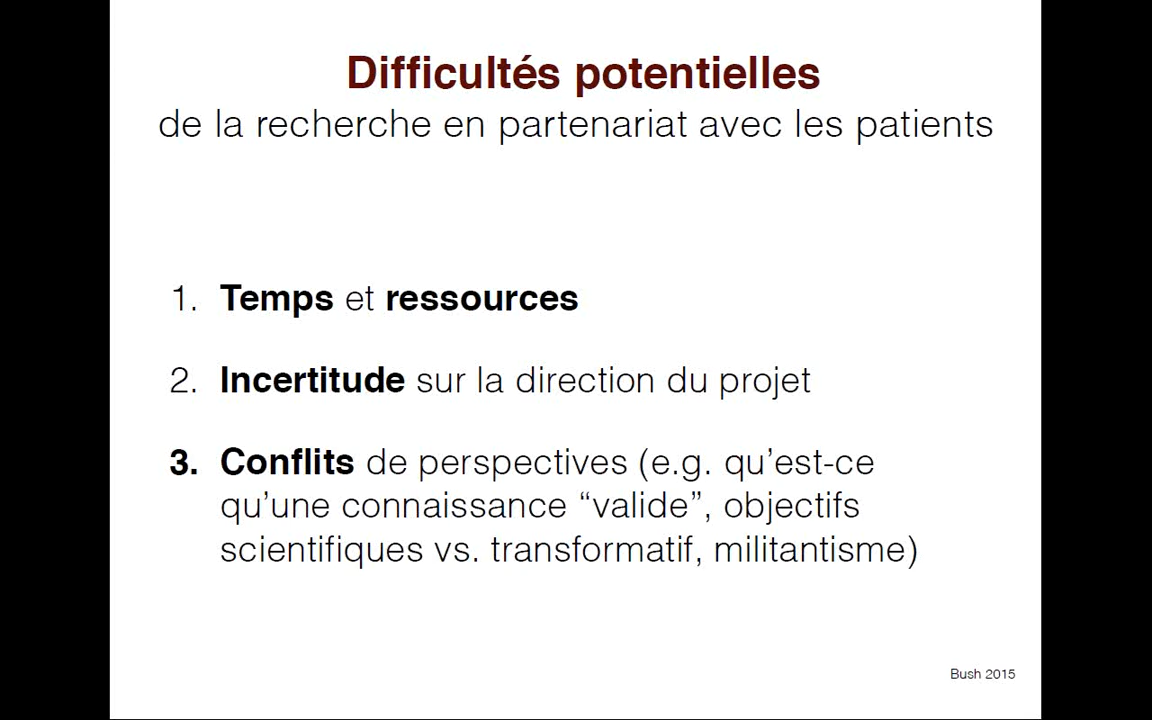 Difficultés potentielles
de la recherche en partenariat avec les patients
1. Temps et ressources
2. Incertitude sur la direction du projet
3. Conflits de perspectives (e.g. qu’est-ce
qu’une connaissance “valide”, objectifs
scientifiques vs. transformatif, militantisme)
Bush 2015